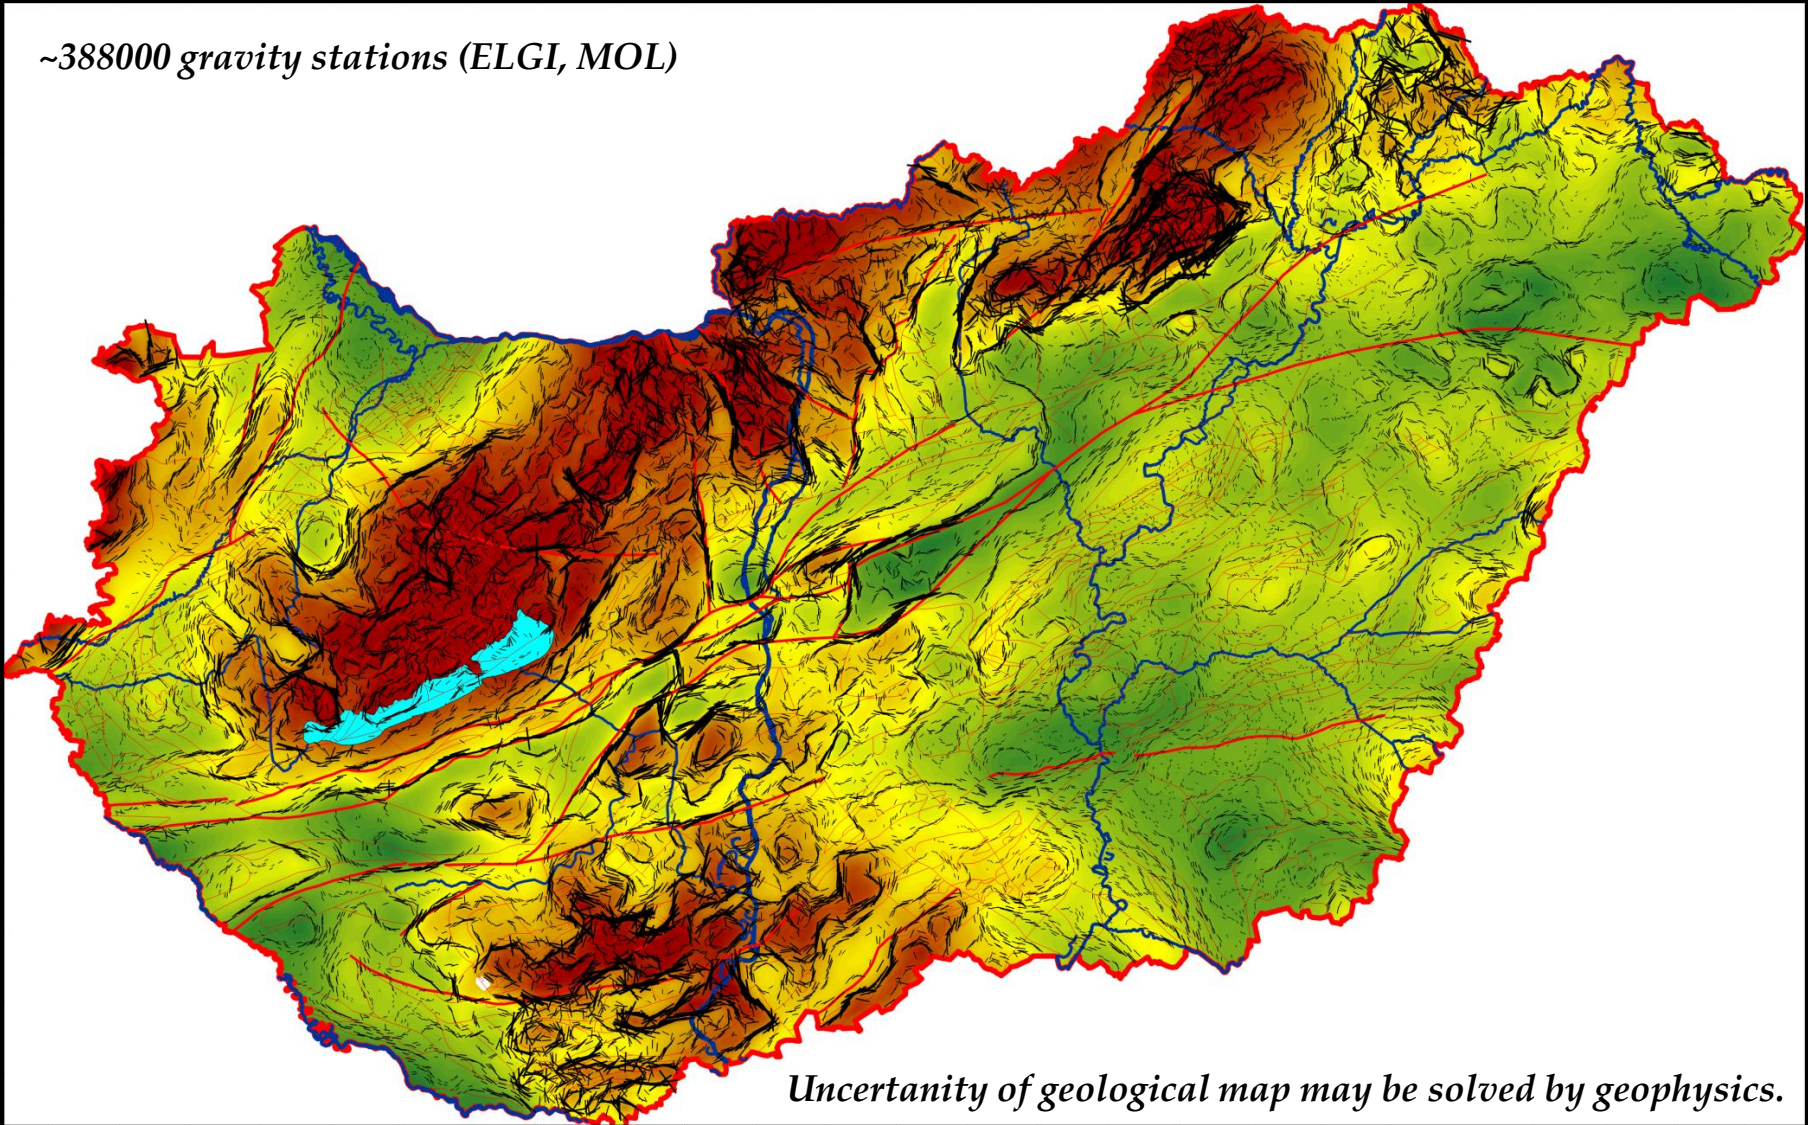 ~388000 gravity stations (ELGI, MOL)
Uncertanity of geological map may be solved by geophysics.